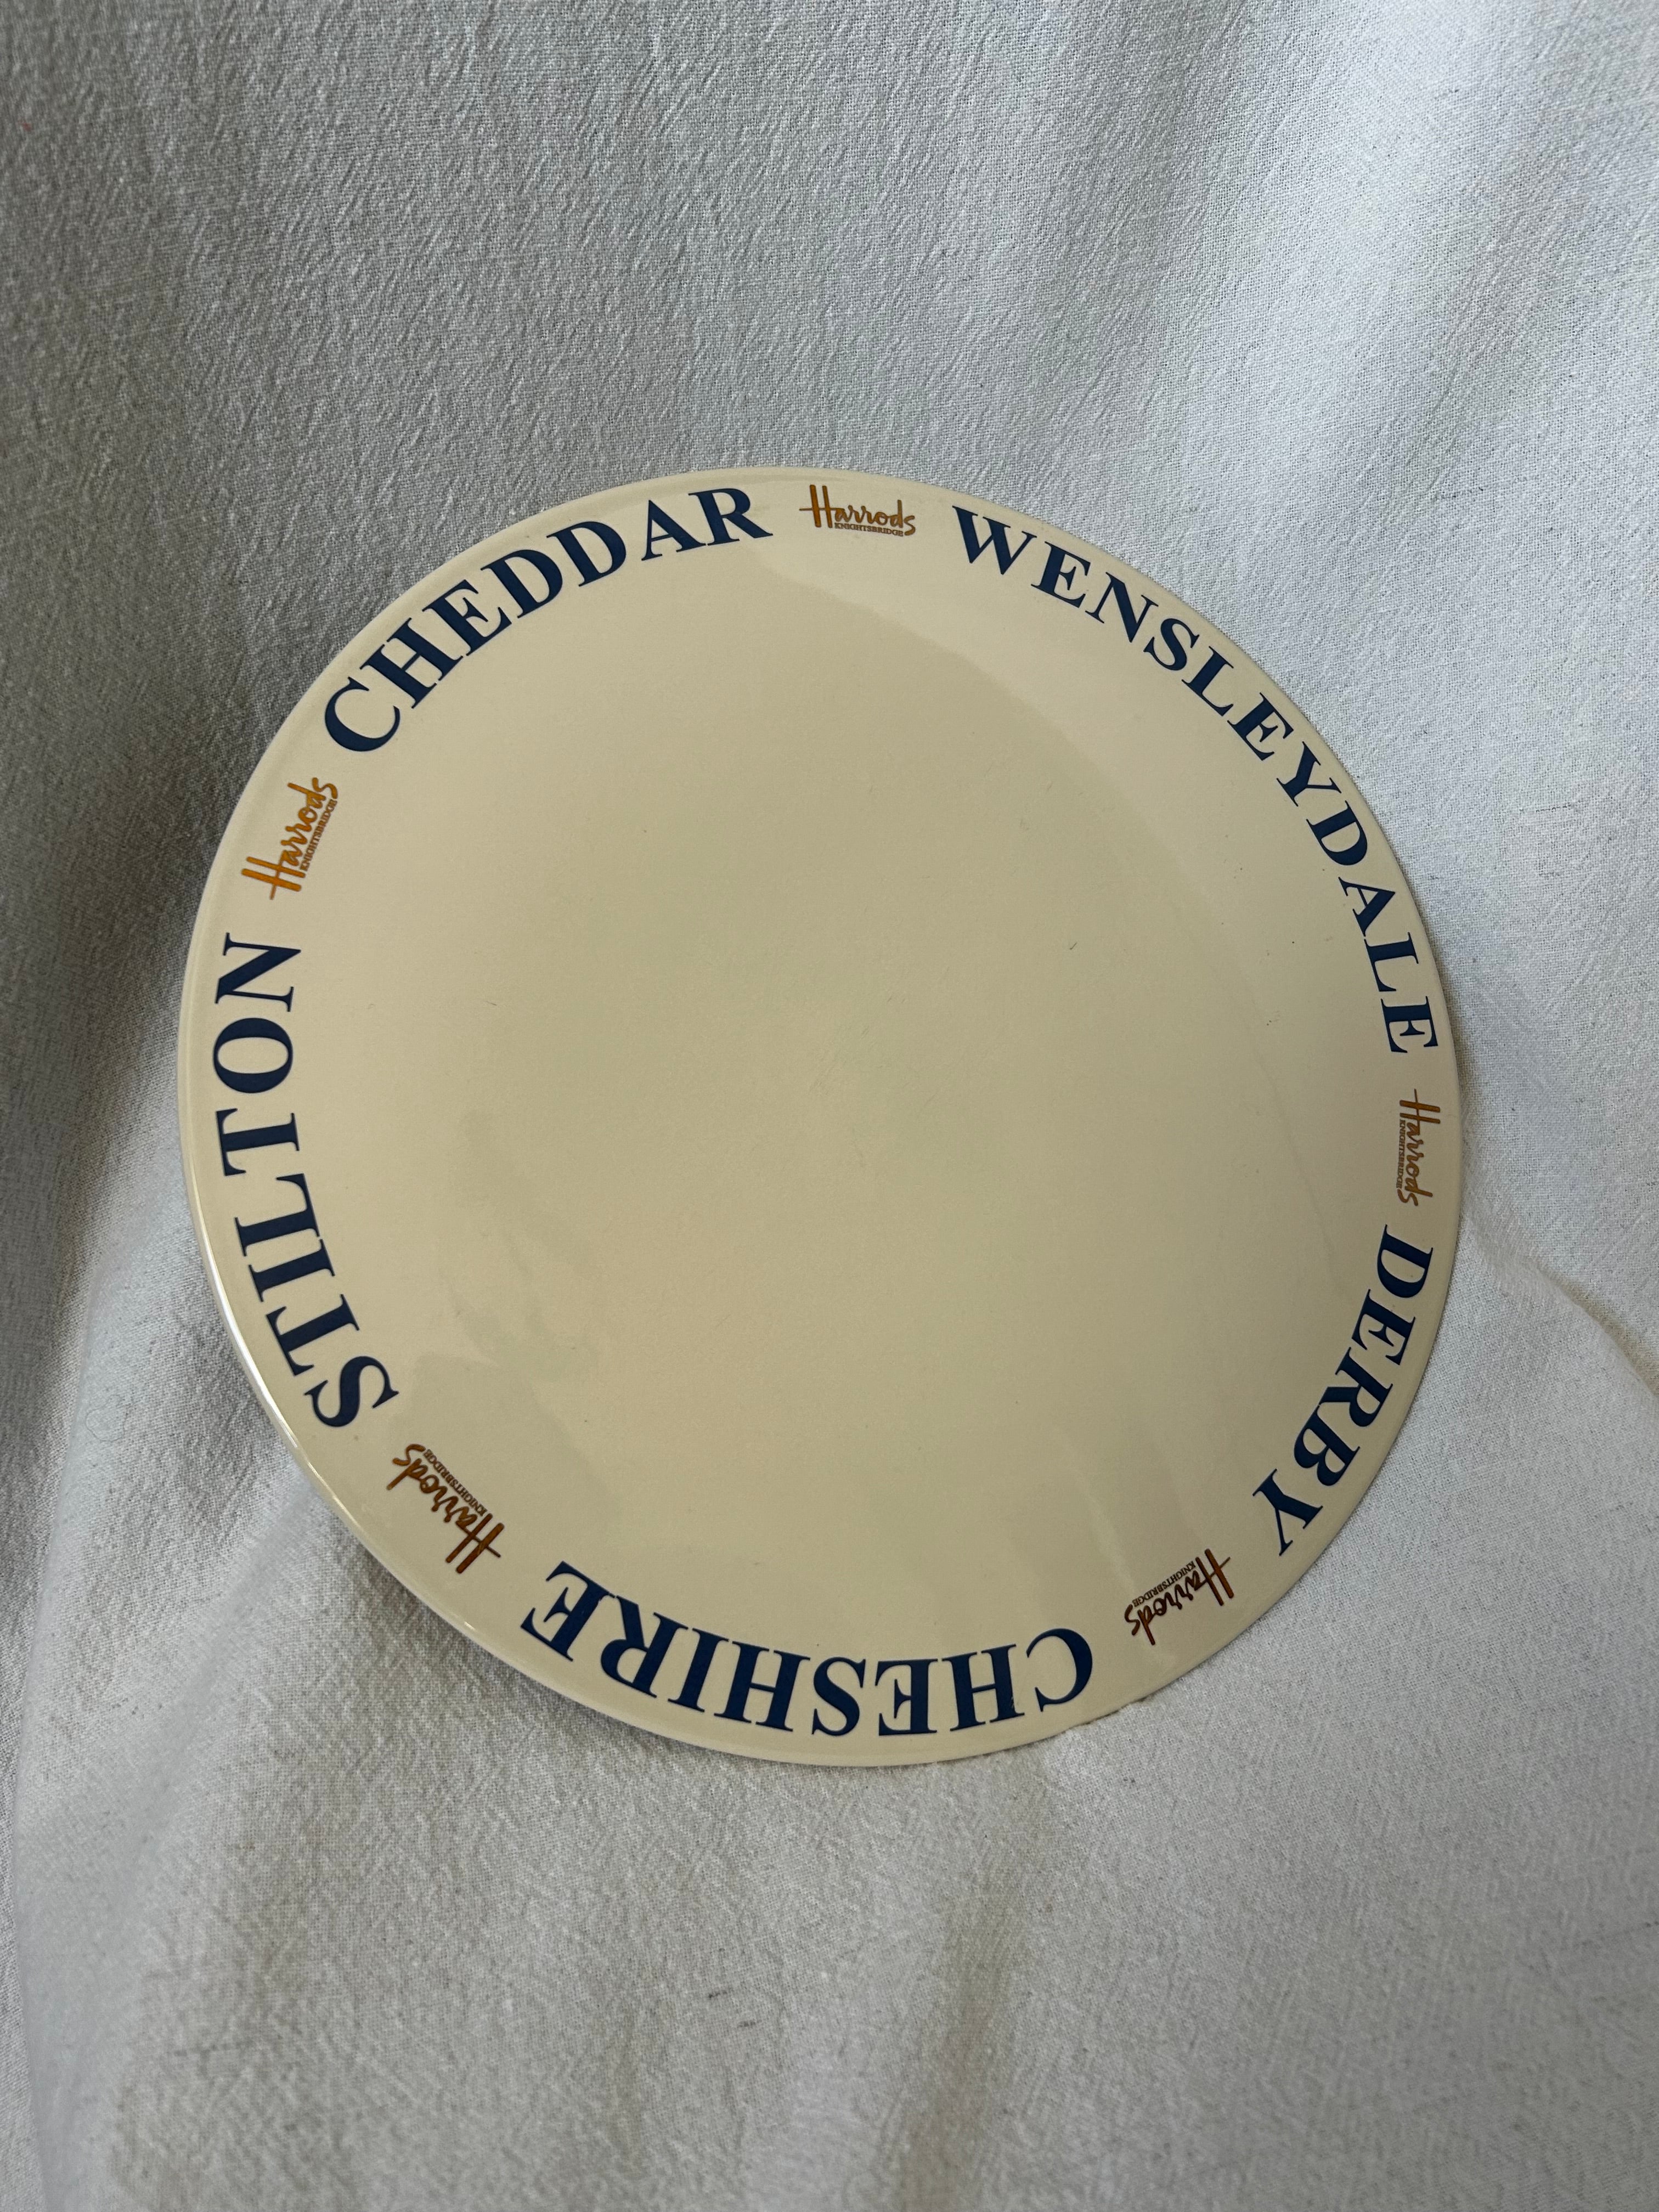 CHEDDAR
Harrods
KNIGHTSBRIDGE
WENSLEYDALE
Harrods
KNIGHTSBRIDGE
DERBY
Harrods
KNIGHTSBRIDGE
CHESHIRE
Harrods
KNIGHTSBRIDGE
STILTON
Harrods
KNIGHTSBRIDGE